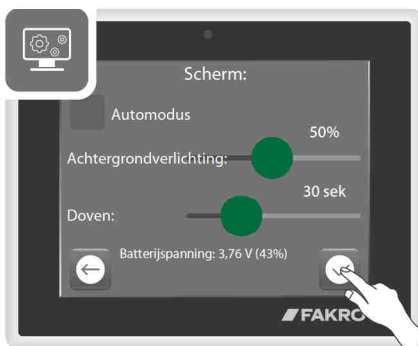 Scherm:
Automodus
50%
Achtergrondverlichting:
30 sek
Doven:
Batterijspanning: 3,76 V (43%)
FAKRO